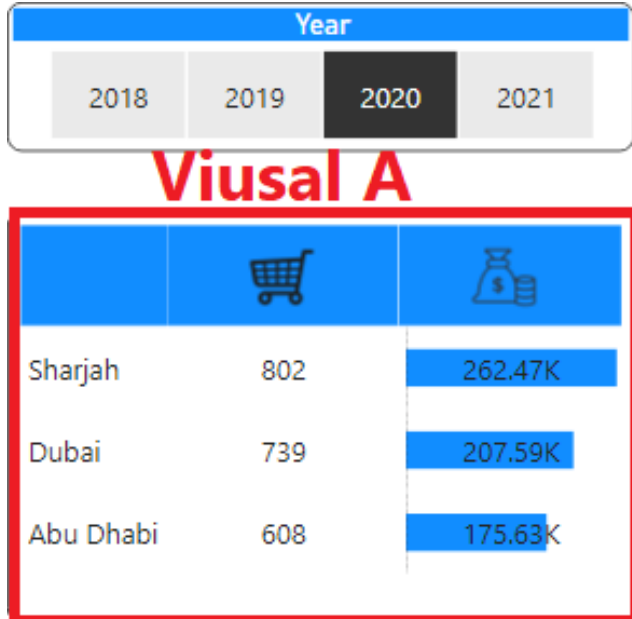 Year
2018 2019 2020 2021
Viusal A
$
Sharjah 802 262.47K
Dubai 739 207.59K
Abu Dhabi 608 175.63K